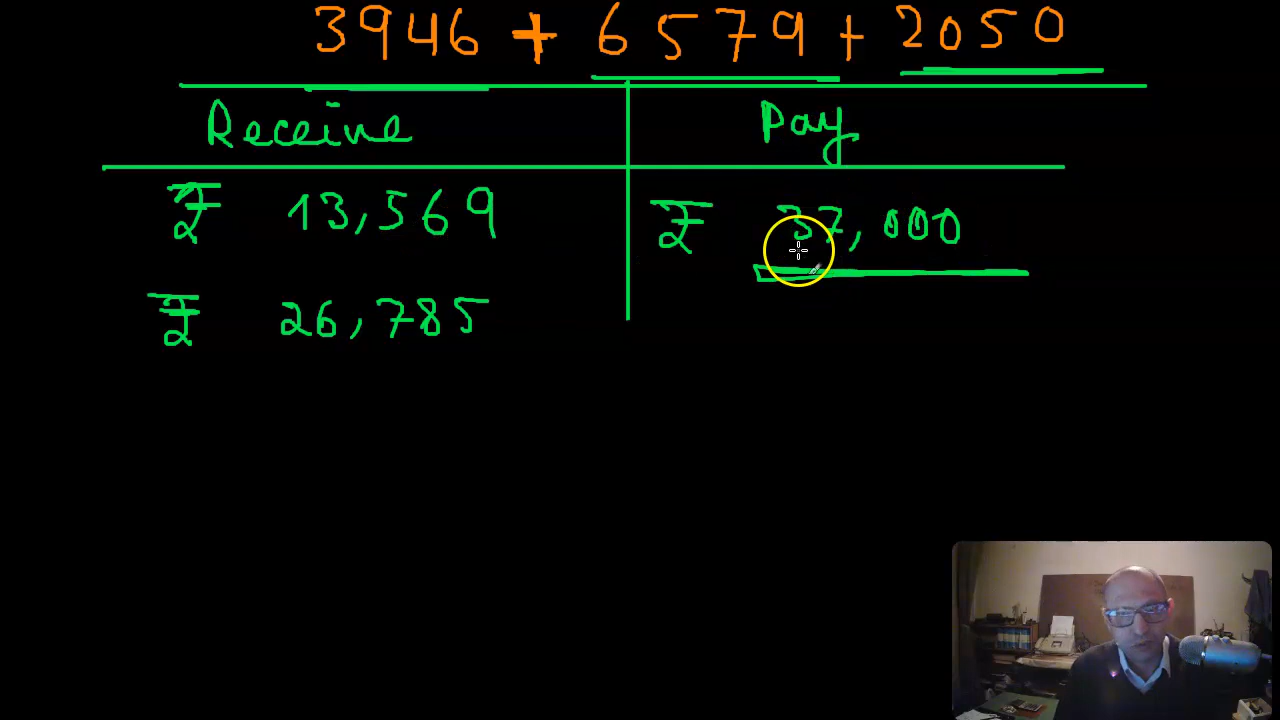 3946 + 6579 + 2050
Receive Pay
₹ 13,569 ₹ 37,000
₹ 26,785